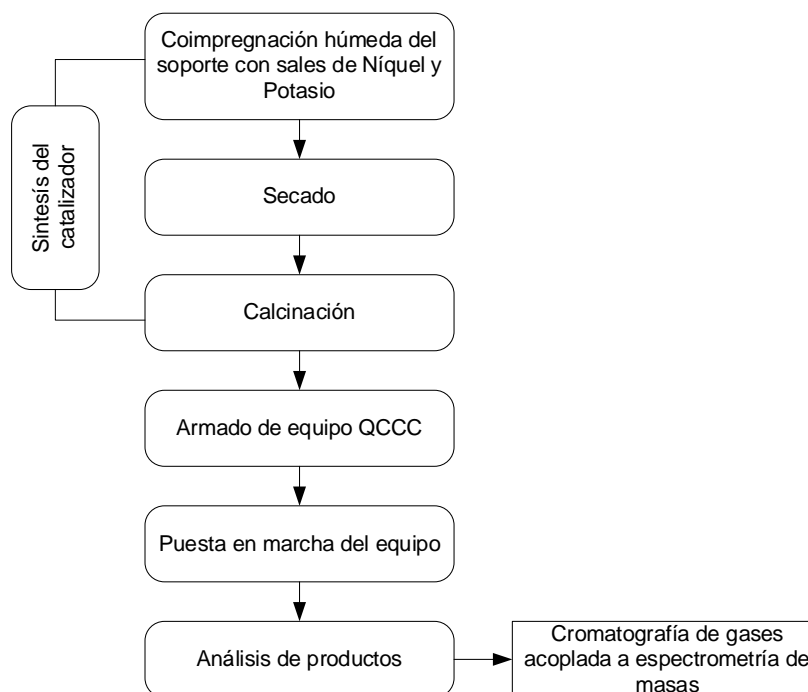 Coimpregnación húmeda del
soporte con sales de Níquel y
Potasio
Sintesís del
catalizador
Secado
Calcinación
Armado de equipo QCCC
Puesta en marcha del equipo
Análisis de productos
Cromatografía de gases
acoplada a espectrometría de
masas